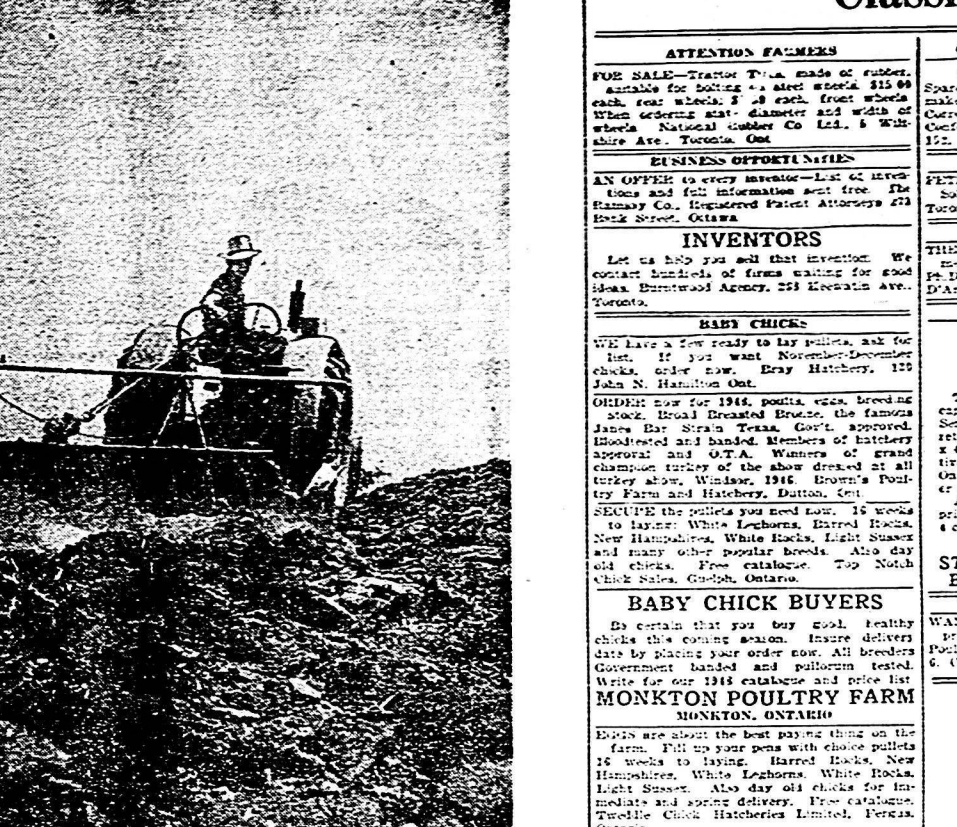 ATTENTION FARMERS
FOR SALE—Tractor made of rubber,
suitable for bolting steel wheels. $15.00
each, rear wheels; each, front wheels
When ordering state diameter and width of
wheels. National Rubber Co Ltd., 5 Wilt-
shire Ave., Toronto, Ont
BUSINESS OPPORTUNITIES
AN OFFER to every inventor—List of inven-
tions and full information sent free. The
Ramsay Co., Registered Patent Attorneys 273
Bank Street, Ottawa
INVENTORS
Let us help you sell that invention. We
contact hundreds of firms waiting for good
ideas. Burntwood Agency, Keewatin Ave.,
Toronto.
BABY CHICKS
WE have a few ready to lay pullets, ask for
list. If you want November-December
chicks, order now. Bray Hatchery,
John N. Hamilton Ont.
ORDER now for 1948, poults, eggs, breeding
stock. Broad Breasted Bronze, the famous
Janes Bar Strain Texas. Gov't. approved.
Bloodtested and banded. Members of hatchery
approval and O.T.A. Winners of grand
champion turkey of the show dressed at all
turkey show, Windsor, 1946. Brown's Poul-
try Farm and Hatchery, Dutton, Ont.
SECURE the pullets you need now. 16 weeks
to laying: White Leghorns, Barred Rocks,
New Hampshires, White Rocks, Light Sussex
and many other popular breeds. Also day
old chicks. Free catalogue. Top Notch
Chick Sales, Guelph, Ontario.
BABY CHICK BUYERS
Be certain that you buy good, healthy
chicks this coming season. Insure delivery
date by placing your order now. All breeders
Government banded and pullorum tested.
Write for our 1948 catalogue and price list
MONKTON POULTRY FARM
MONKTON, ONTARIO
EGGS are about the best paying thing on the
farm. Fill up your pens with choice pullets
16 weeks to laying. Barred Rocks, New
Hampshires, White Leghorns, White Rocks,
Light Sussex. Also day old chicks for im-
mediate and spring delivery. Free catalogue.
Tweddle Chick Hatcheries Limited, Fergus,